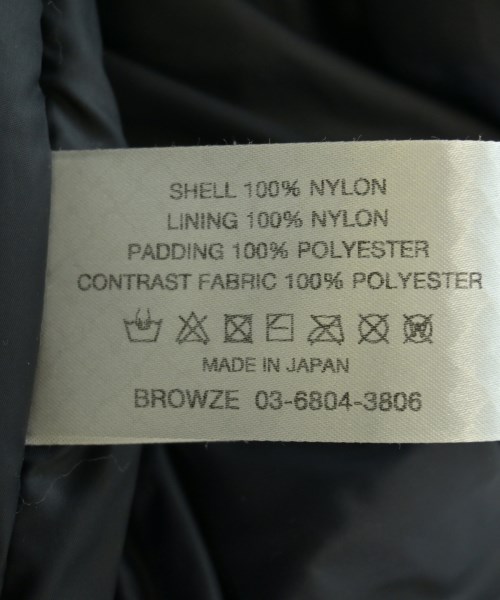 SHELL 100% NYLON
LINING 100% NYLON
PADDING 100% POLYESTER
CONTRAST FABRIC 100% POLYESTER
MADE IN JAPAN
BROWZE 03-6804-3806